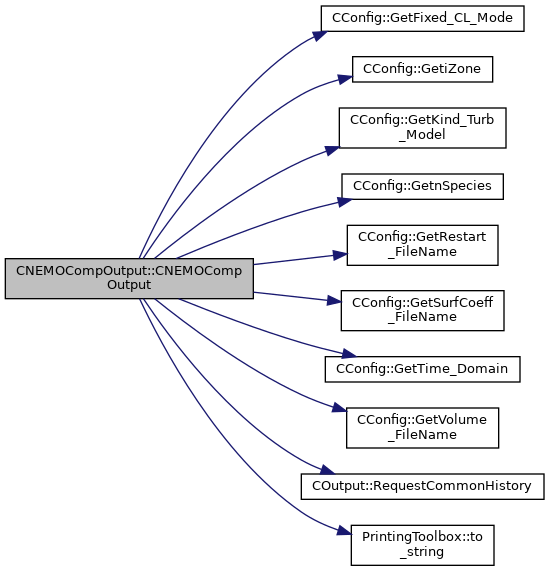 CConfig::GetFixed_CL_Mode
CConfig::GetiZone
CConfig::GetKind_Turb
_Model
CConfig::GetnSpecies
CConfig::GetRestart
_FileName
CNEMOCompOutput::CNEMOComp
Output
CConfig::GetSurfCoeff
_FileName
CConfig::GetTime_Domain
CConfig::GetVolume
_FileName
COutput::RequestCommonHistory
PrintingToolbox::to
_string